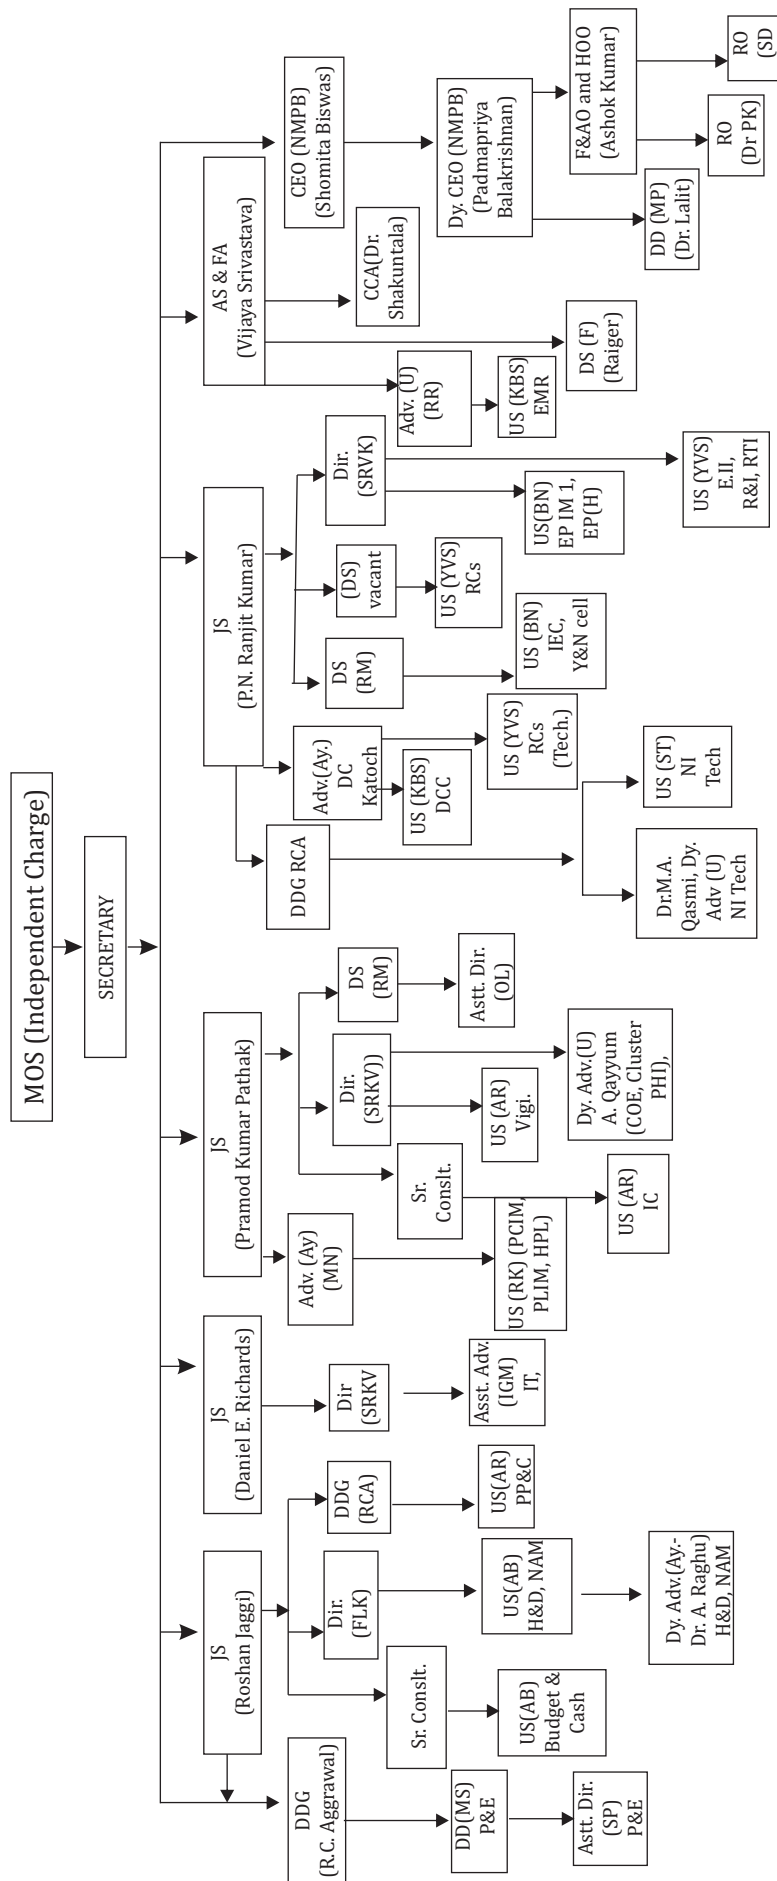 MOS (Independent Charge)
SECRETARY
DDG
(R.C. Aggrawal)
DD(MS)
P&E
Astt. Dir.
(SP)
P&E
JS
(Roshan Jaggi)
Sr. Conslt.
US(AB)
Budget &
Cash
Dir.
(FLK)
US(AB)
H&D, NAM
Dy. Adv.(Ay.-
Dr. A. Raghu)
H&D, NAM
DDG
(RCA)
US(AR)
PP&C
JS
(Daniel E. Richards)
Dir
(SRKV
Asst. Adv.
(IGM)
IT,
JS
(Pramod Kumar Pathak)
Adv. (Ay)
(MN)
US (RK) (PCIM,
PLIM, HPL)
Sr.
Conslt.
US (AR)
IC
Dir.
(SRKV))
US (AR)
Vigi.
Dy. Adv.(U)
A. Qayyum
(COE, Cluster
PHI),
DS
(RM)
Astt. Dir.
(OL)
JS
(P.N. Ranjit Kumar)
DDG RCA
Dr.M.A.
Qasmi, Dy.
Adv (U)
NI Tech
US (ST)
NI
Tech
Adv.(Ay.)
DC
Katoch
US (KBS)
DCC
US (YVS)
RCs
(Tech.)
DS
(RM)
US (BN)
IEC,
Y&N cell
(DS)
vacant
US (YVS)
RCs
Dir.
(SRVK)
US(BN)
EP IM 1,
EP(H)
US (YVS)
E.II,
R&I, RTI
AS & FA
(Vijaya Srivastava)
Adv. (U)
(RR)
US (KBS)
EMR
DS (F)
(Raiger)
CCA(Dr.
Shakuntala)
CEO (NMPB)
(Shomita Biswas)
Dy. CEO (NMPB)
(Padmapriya
Balakrishnan)
DD (MP)
(Dr. Lalit)
F&AO and HOO
(Ashok Kumar)
RO
(Dr PK)
RO
(SD